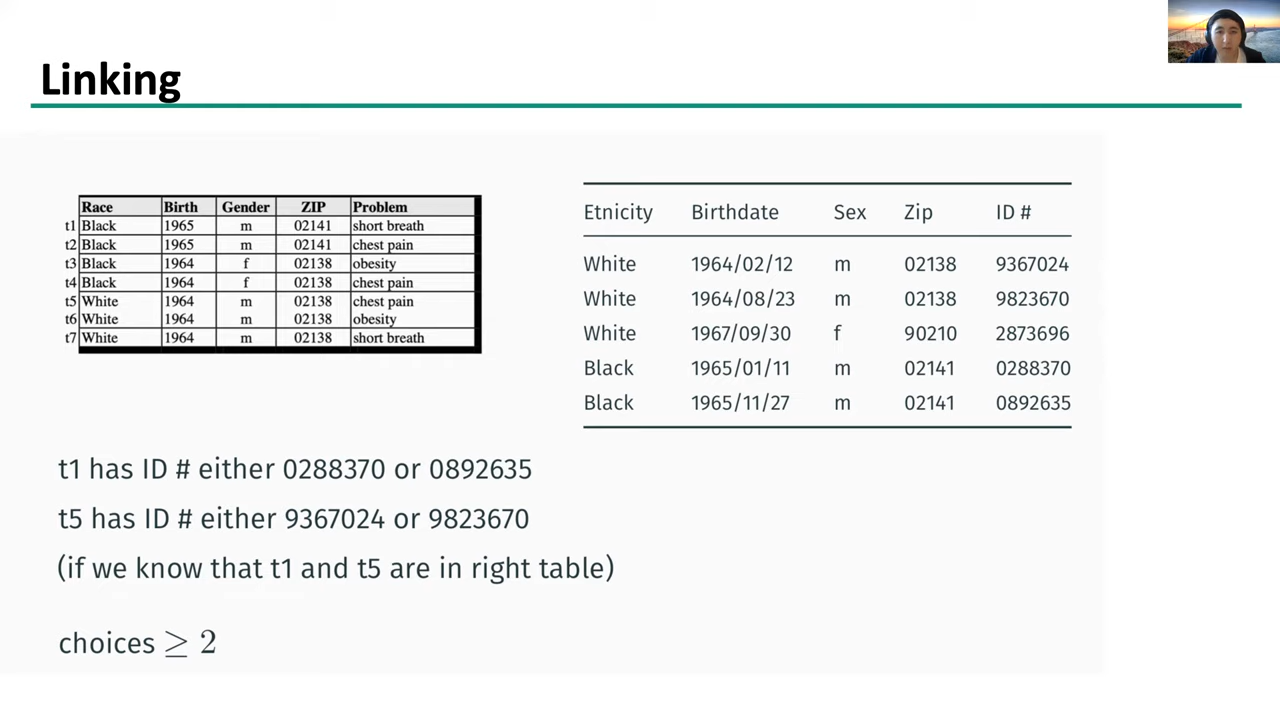 Linking
Race Birth Gender ZIP Problem
t1 Black 1965 m 02141 short breath
t2 Black 1965 m 02141 chest pain
t3 Black 1964 f 02138 obesity
t4 Black 1964 f 02138 chest pain
t5 White 1964 m 02138 chest pain
t6 White 1964 m 02138 obesity
t7 White 1964 m 02138 short breath
Etnicity Birthdate Sex Zip ID #
White 1964/02/12 m 02138 9367024
White 1964/08/23 m 02138 9823670
White 1967/09/30 f 90210 2873696
Black 1965/01/11 m 02141 0288370
Black 1965/11/27 m 02141 0892635
t1 has ID # either 0288370 or 0892635
t5 has ID # either 9367024 or 9823670
(if we know that t1 and t5 are in right table)
choices ≥ 2